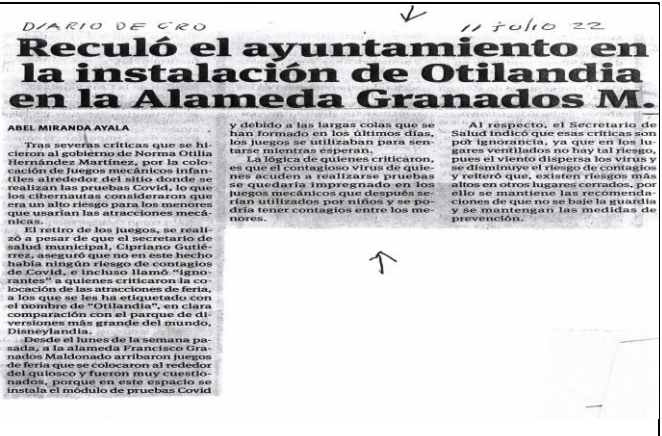 DIARIO DE GRO
11 Julio 22
Reculó el ayuntamiento en
la instalación de Otilandia
en la Alameda Granados M.
ABEL MIRANDA AYALA
Tras severas críticas que se hi-
cieron al gobierno de Norma Otilia
Hernández Martínez, por la colo-
cación de juegos mecánicos infan-
tiles alrededor del sitio donde se
realizan las pruebas Covid, lo que
los cibernautas consideraron que
era un alto riesgo para los menores
que usarían las atracciones mecá-
nicas.
El retiro de los juegos, se reali-
zó a pesar de que el secretario de
salud municipal, Cipriano Gutié-
rrez, aseguró que no en este hecho
había ningún riesgo de contagios
de Covid, e incluso llamó "igno-
rantes" a quienes criticaron la co-
locación de las atracciones de feria,
a los que se les ha etiquetado con
el nombre de "Otilandia", en clara
comparación con el parque de di-
versiones más grande del mundo,
Disneylandia.
Desde el lunes de la semana pa-
sada, a la alameda Francisco Gra-
nados Maldonado arribaron juegos
de feria que se colocaron al rededor
del quiosco y fueron muy cuestio-
nados, porque en este espacio se
instala el módulo de pruebas Covid
y debido a las largas colas que se
han formado en los últimos días,
los juegos se utilizaban para sen-
tarse mientras esperan.
La lógica de quienes criticaron,
es que el contagioso virus de quie-
nes acuden a realizarse pruebas
se quedaría impregnado en los
juegos mecánicos que después se-
rían utilizados por niños y se po-
dría tener contagios entre los me-
nores.
Al respecto, el Secretario de
Salud indicó que esas críticas son
por ignorancia, ya que en los lu-
gares ventilados no hay tal riesgo,
pues el viento dispersa los virus y
se disminuye el riesgo de contagios
y reiteró que, existen riesgos más
altos en otros lugares cerrados, por
ello se mantiene las recomenda-
ciones de que no se baje la guardia
y se mantengan las medidas de
prevención.